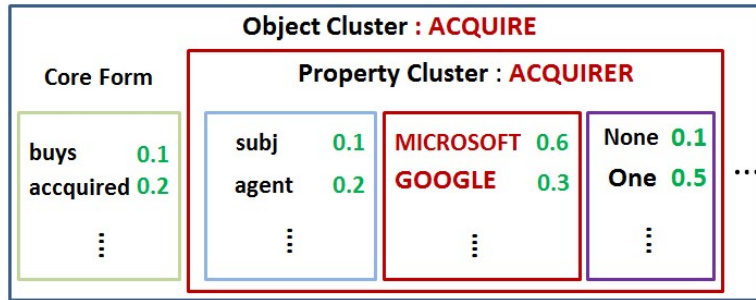 Object Cluster : ACQUIRE
Core Form
Property Cluster : ACQUIRER
buys 0.1
accquired 0.2
subj 0.1
agent 0.2
MICROSOFT 0.6
GOOGLE 0.3
None 0.1
One 0.5
...